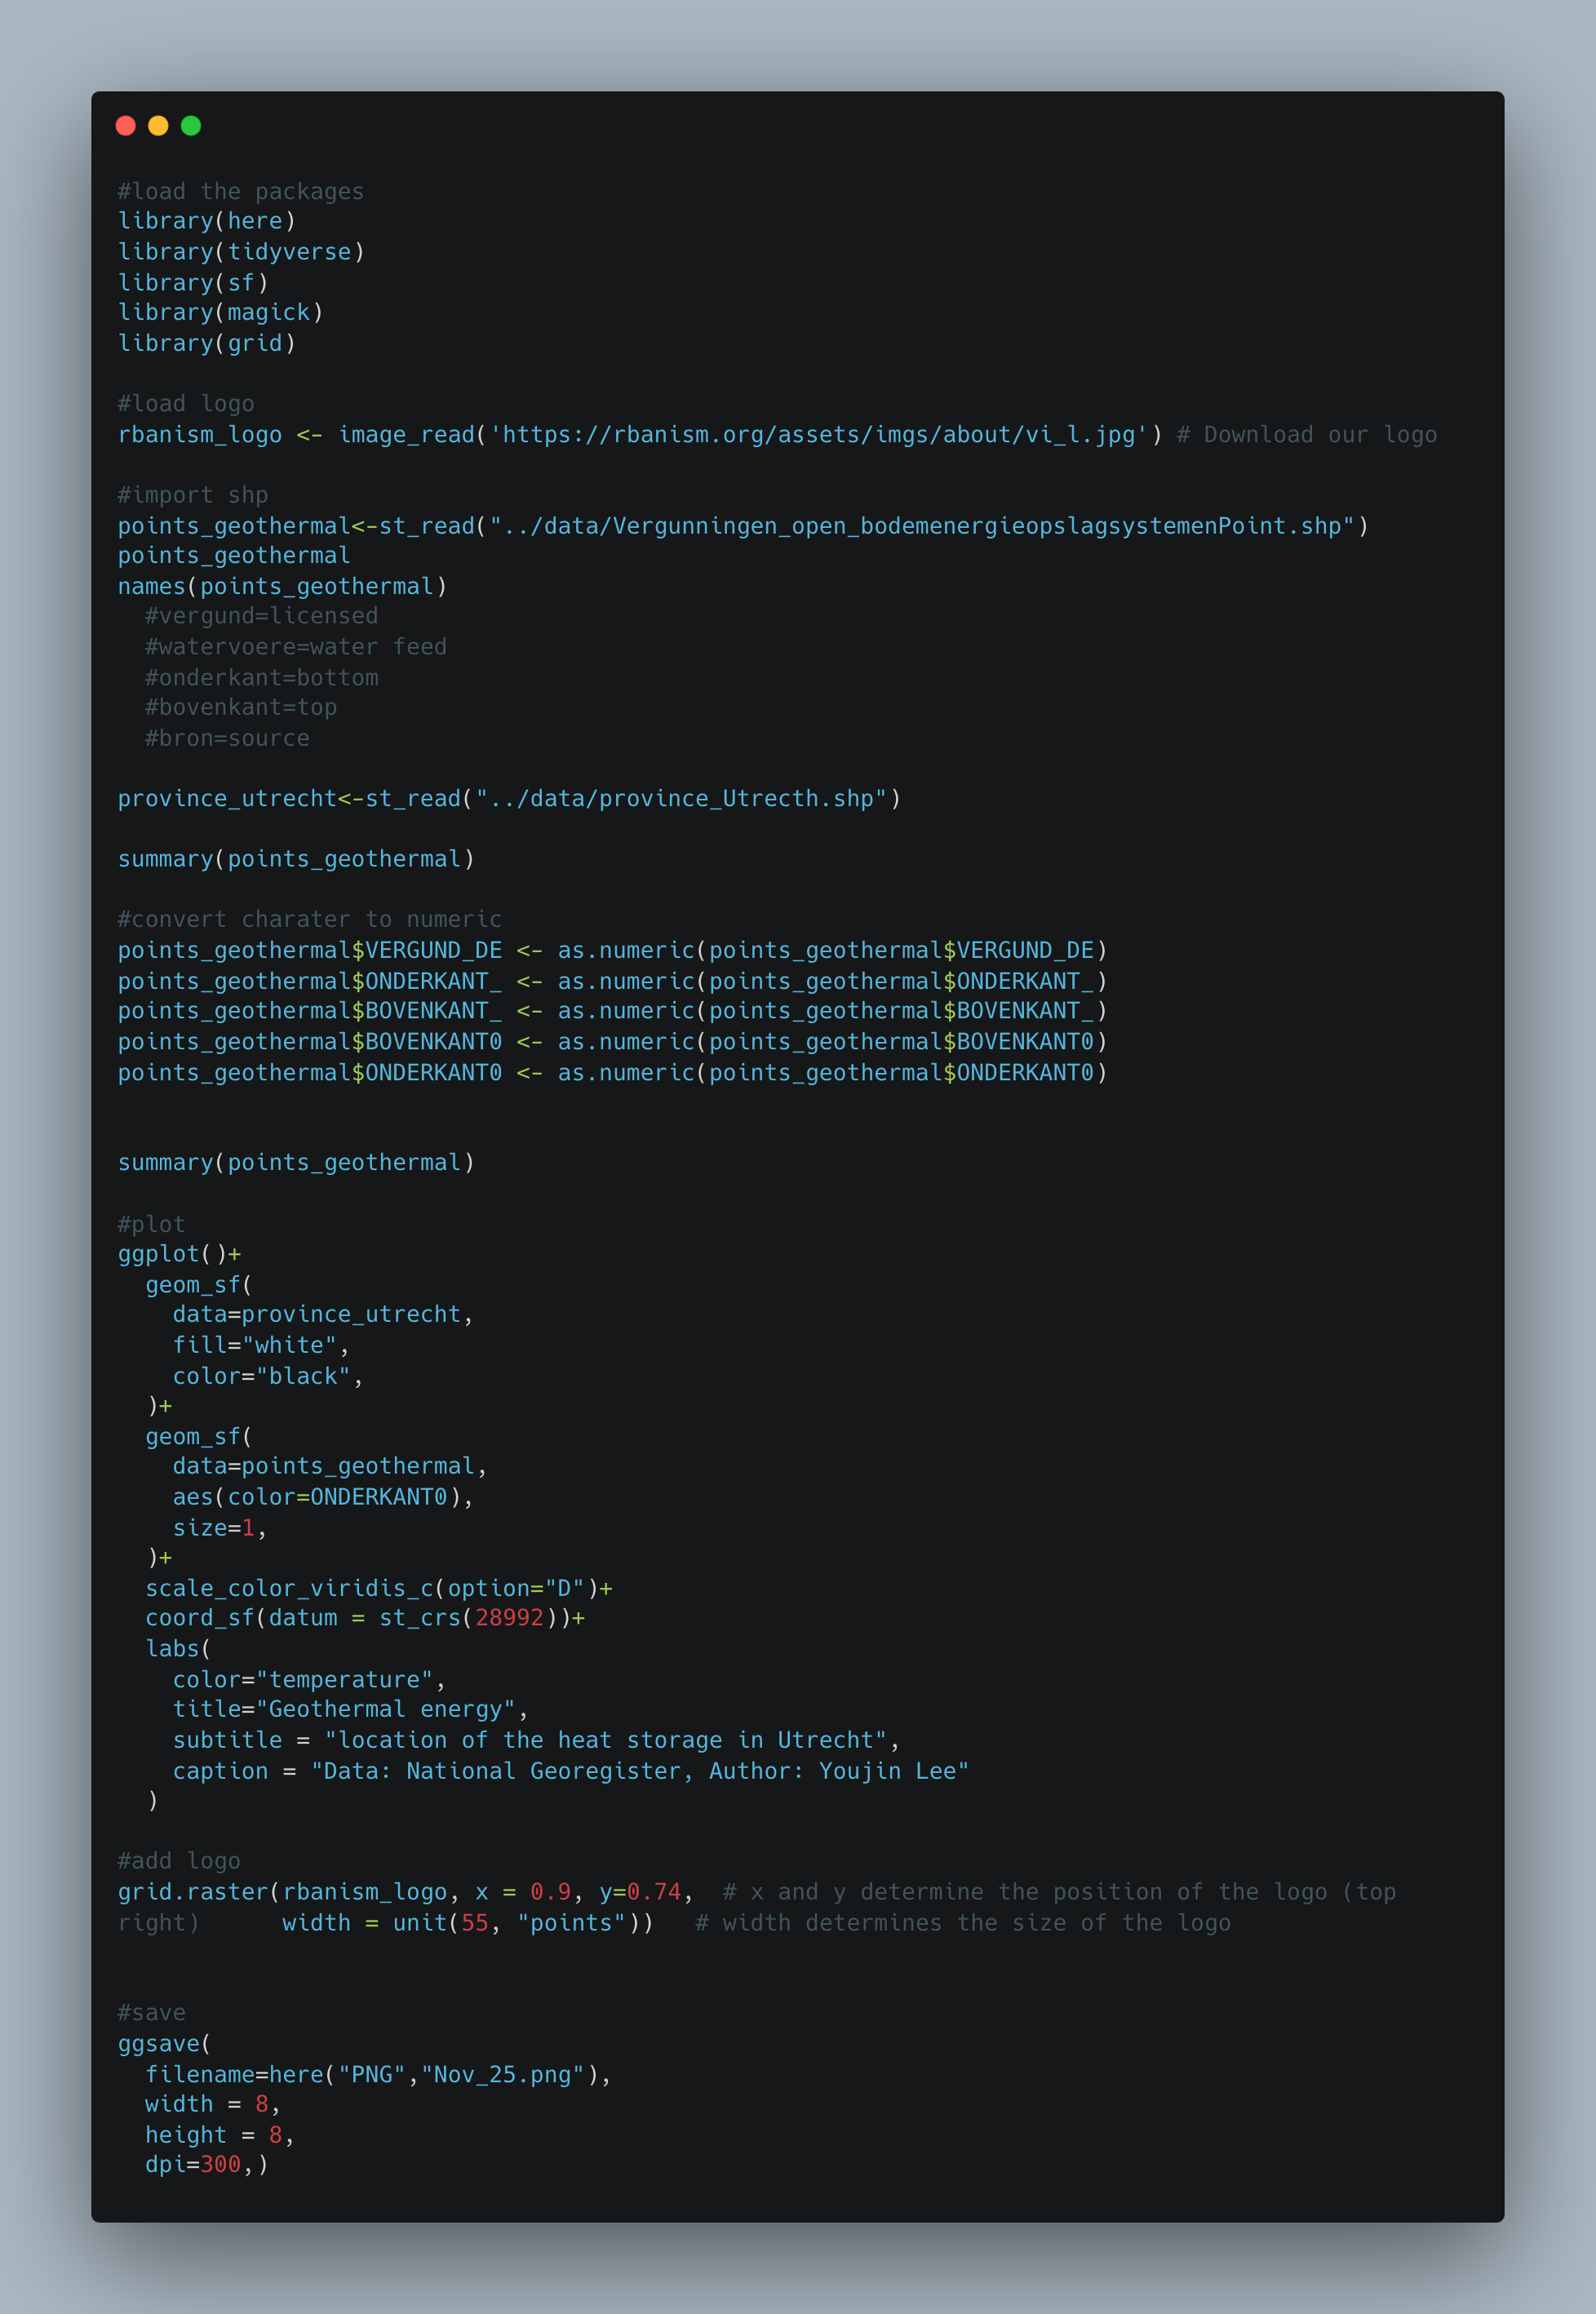 #load the packages
library(here)
library(tidyverse)
library(sf)
library(magick)
library(grid)

#load logo
rbanism_logo <- image_read('https://rbanism.org/assets/imgs/about/vi_l.jpg') # Download our logo

#import shp
points_geothermal<-st_read("../data/Vergunningen_open_bodemenergieopslagsystemenPoint.shp")
points_geothermal
names(points_geothermal)
  #vergund=licensed
  #watervoere=water feed
  #onderkant=bottom
  #bovenkant=top
  #bron=source

province_utrecht<-st_read("../data/province_Utrecth.shp")

summary(points_geothermal)

#convert charater to numeric
points_geothermal$VERGUND_DE <- as.numeric(points_geothermal$VERGUND_DE)
points_geothermal$ONDERKANT_ <- as.numeric(points_geothermal$ONDERKANT_)
points_geothermal$BOVENKANT_ <- as.numeric(points_geothermal$BOVENKANT_)
points_geothermal$BOVENKANT0 <- as.numeric(points_geothermal$BOVENKANT0)
points_geothermal$ONDERKANT0 <- as.numeric(points_geothermal$ONDERKANT0)


summary(points_geothermal)

#plot
ggplot()+
  geom_sf(
    data=province_utrecht,
    fill="white",
    color="black",
  )+
  geom_sf(
    data=points_geothermal,
    aes(color=ONDERKANT0),
    size=1,
  )+
  scale_color_viridis_c(option="D")+
  coord_sf(datum = st_crs(28992))+
  labs(
    color="temperature",
    title="Geothermal energy",
    subtitle = "location of the heat storage in Utrecht",
    caption = "Data: National Georegister, Author: Youjin Lee"
  )

#add logo
grid.raster(rbanism_logo, x = 0.9, y=0.74,  # x and y determine the position of the logo (top
right)      width = unit(55, "points"))   # width determines the size of the logo


#save
ggsave(
  filename=here("PNG","Nov_25.png"),
  width = 8,
  height = 8,
  dpi=300,)